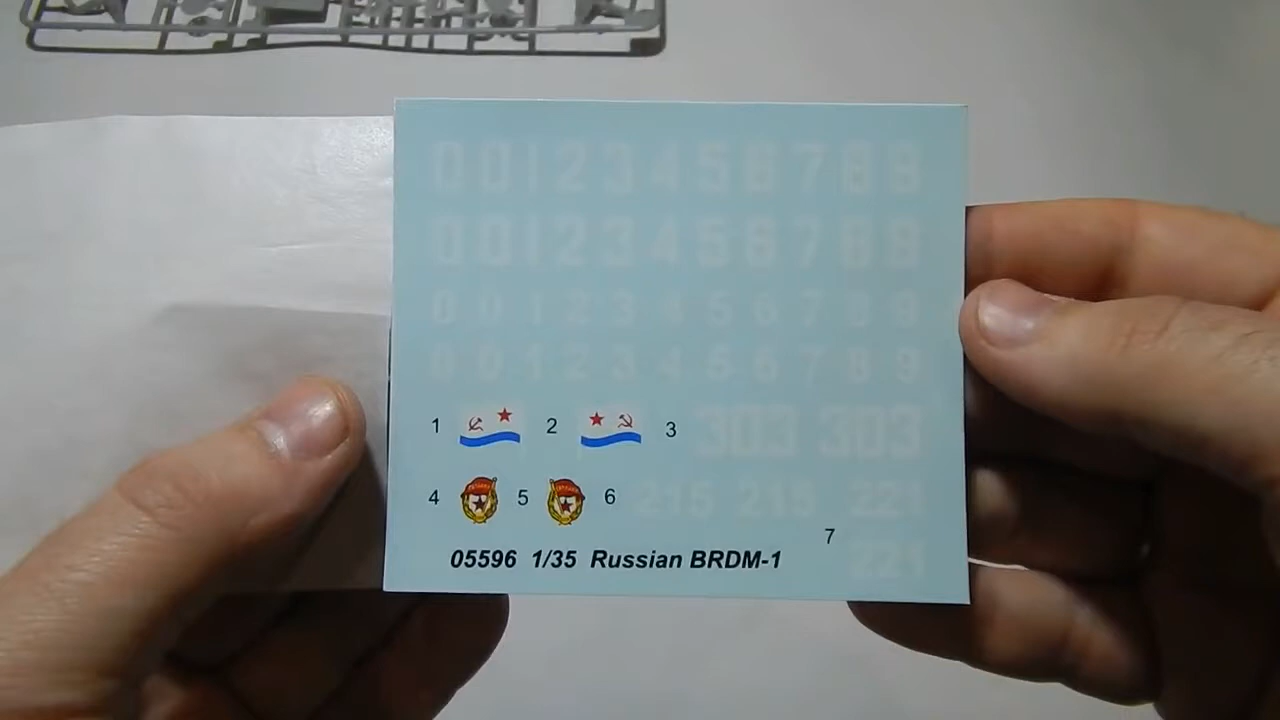 0 0 1 2 3 4 5 6 7 8 9
0 0 1 2 3 4 5 6 7 8 9
0 0 1 2 3 4 5 6 7 8 9
0 0 1 2 3 4 5 6 7 8 9
1 2 3 303 303
4 5 6 215 215 221
7 221
05596 1/35 Russian BRDM-1